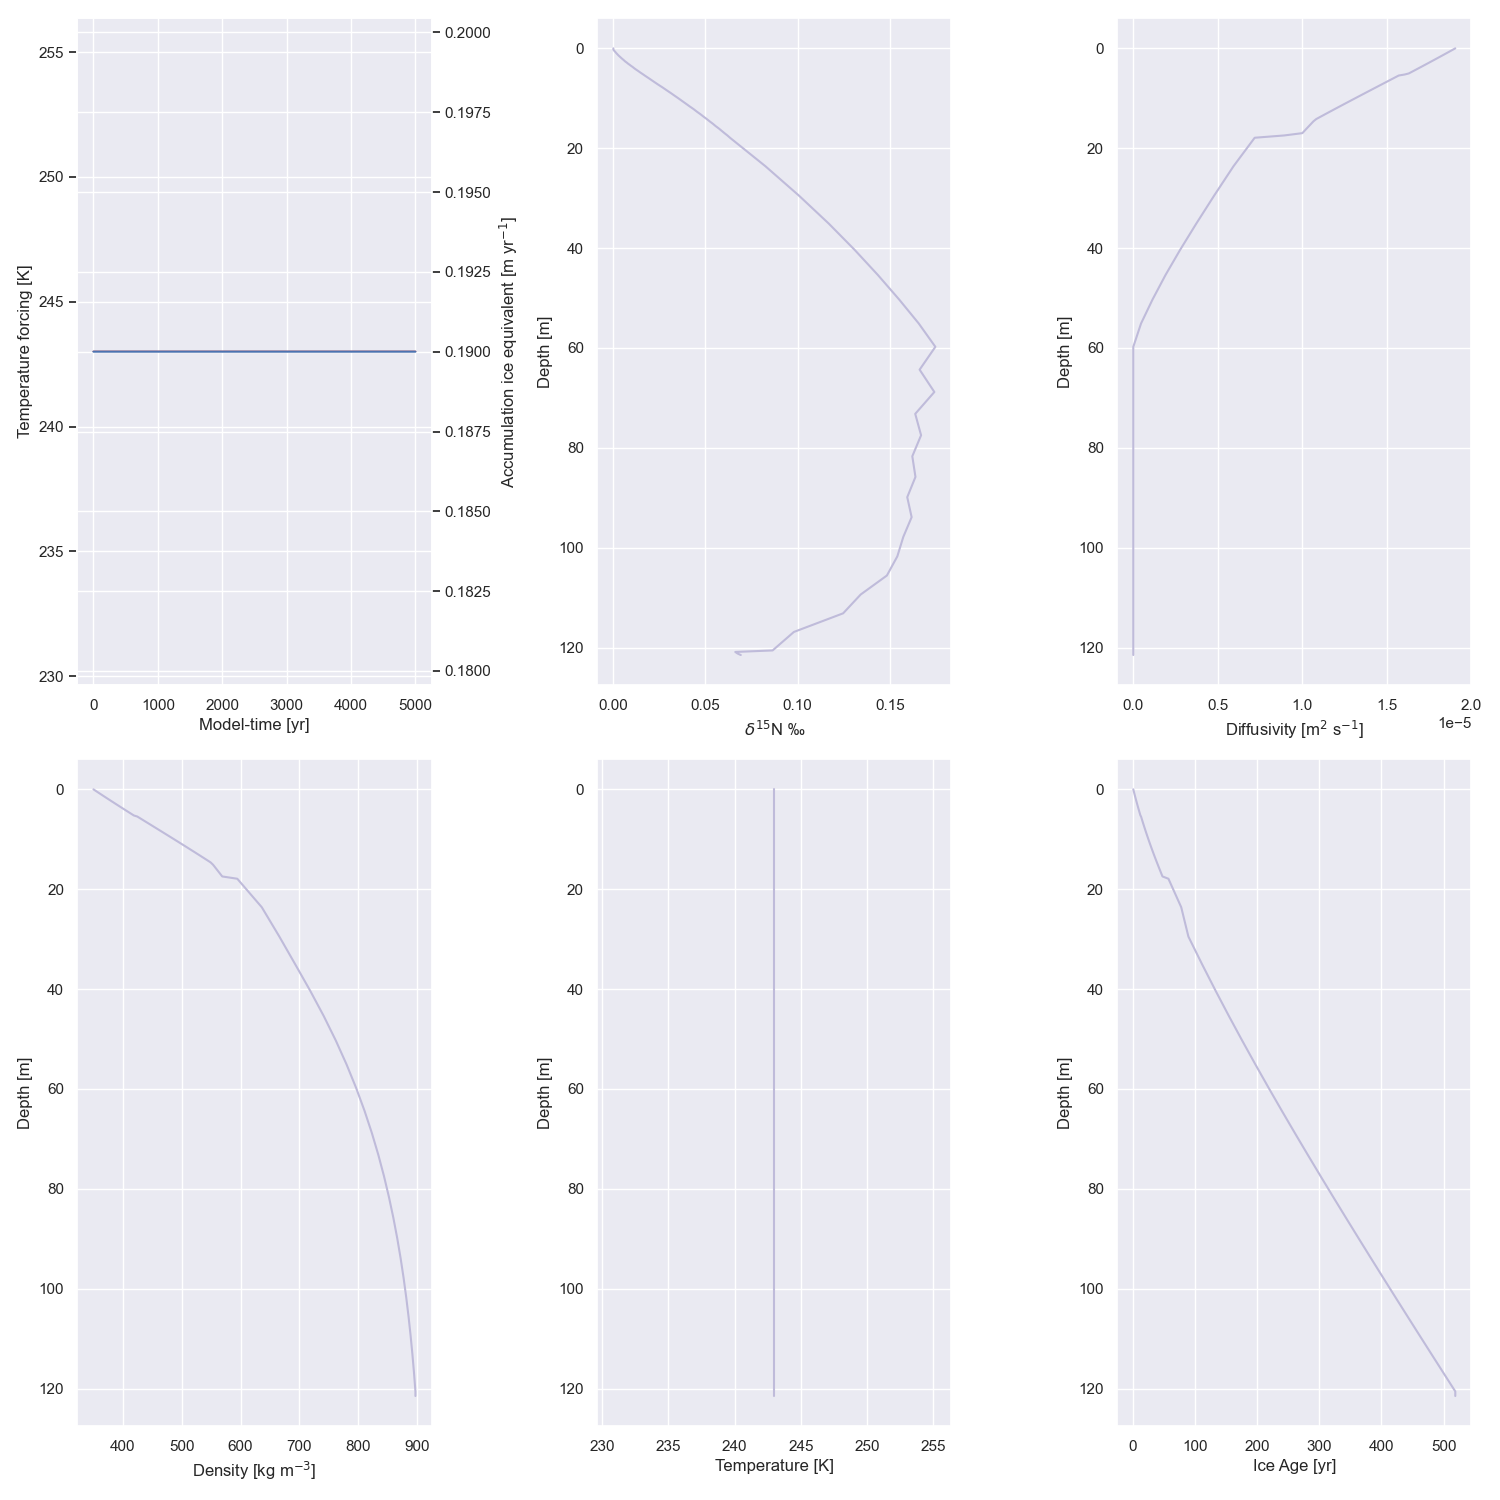 Temperature forcing [K]
255
250
245
240
235
230
0 1000 2000 3000 4000 5000
Model-time [yr]
0.2000
0.1975
0.1950
0.1925
0.1900
0.1875
0.1850
0.1825
0.1800
Accumulation ice equivalent [m yr⁻¹]
Depth [m]
0
20
40
60
80
100
120
0.00 0.05 0.10 0.15
δ¹⁵N ‰
Depth [m]
0
20
40
60
80
100
120
0.0 0.5 1.0 1.5 2.0
1e−5
Diffusivity [m² s⁻¹]
Depth [m]
0
20
40
60
80
100
120
400 500 600 700 800 900
Density [kg m⁻³]
Depth [m]
0
20
40
60
80
100
120
230 235 240 245 250 255
Temperature [K]
Depth [m]
0
20
40
60
80
100
120
0 100 200 300 400 500
Ice Age [yr]